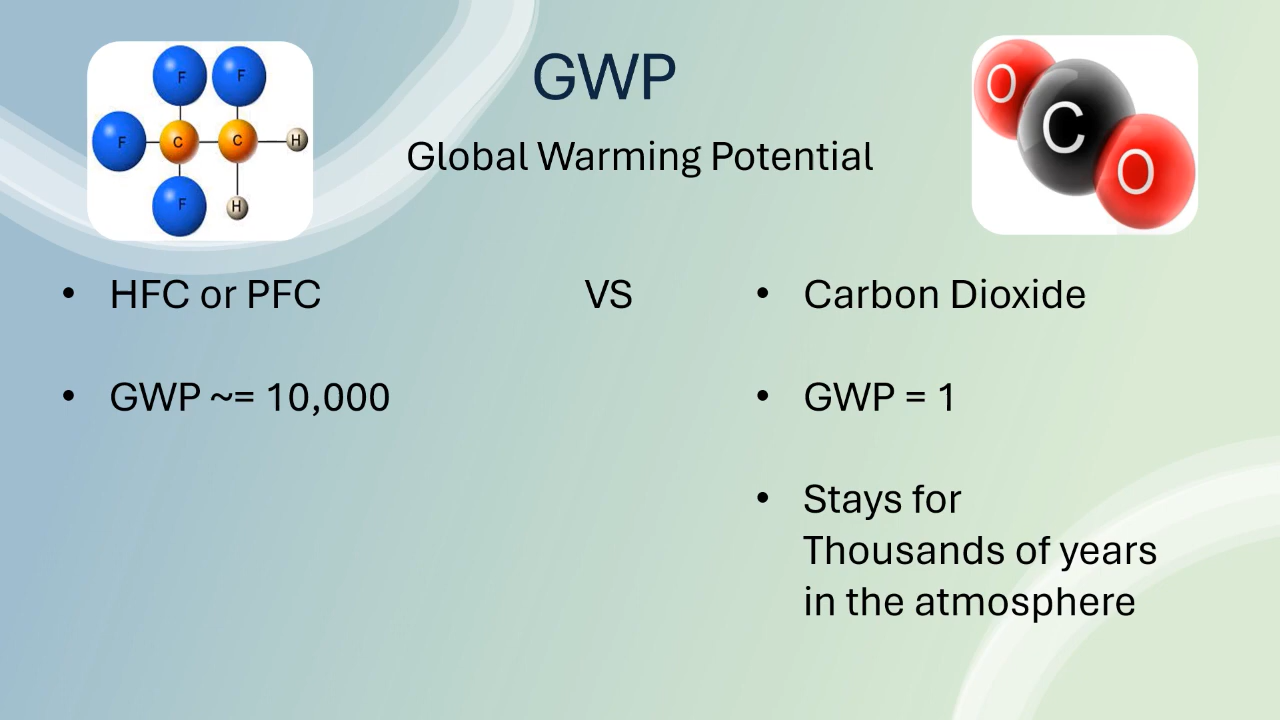 GWP
Global Warming Potential
F F
F C C H
F H
O
C
O
• HFC or PFC
VS
• Carbon Dioxide
• GWP ~= 10,000
• GWP = 1
• Stays for
Thousands of years
in the atmosphere